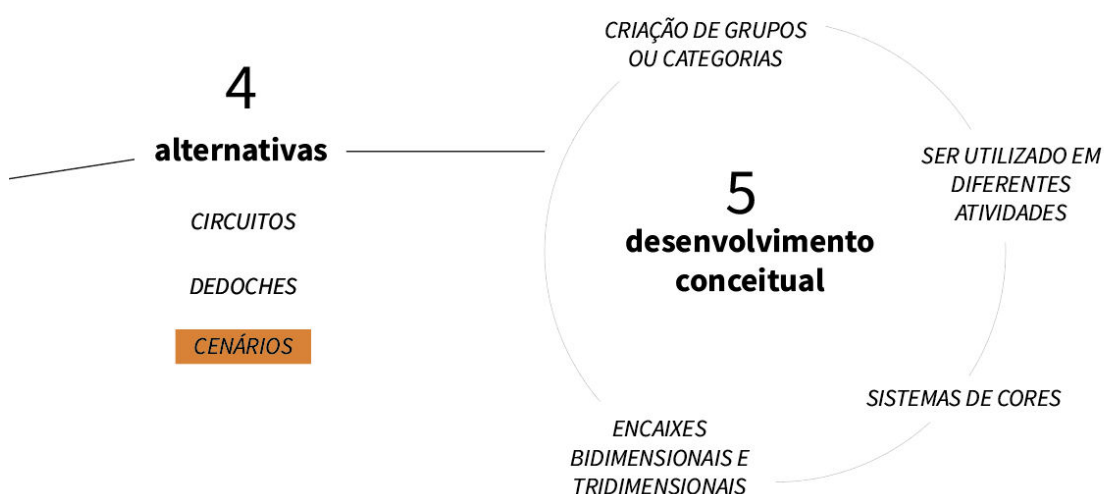 4
alternativas
CIRCUITOS
DEDOCHES
CENÁRIOS
CRIAÇÃO DE GRUPOS
OU CATEGORIAS
5
desenvolvimento
conceitual
SER UTILIZADO EM
DIFERENTES
ATIVIDADES
SISTEMAS DE CORES
ENCAIXES
BIDIMENSIONAIS E
TRIDIMENSIONAIS